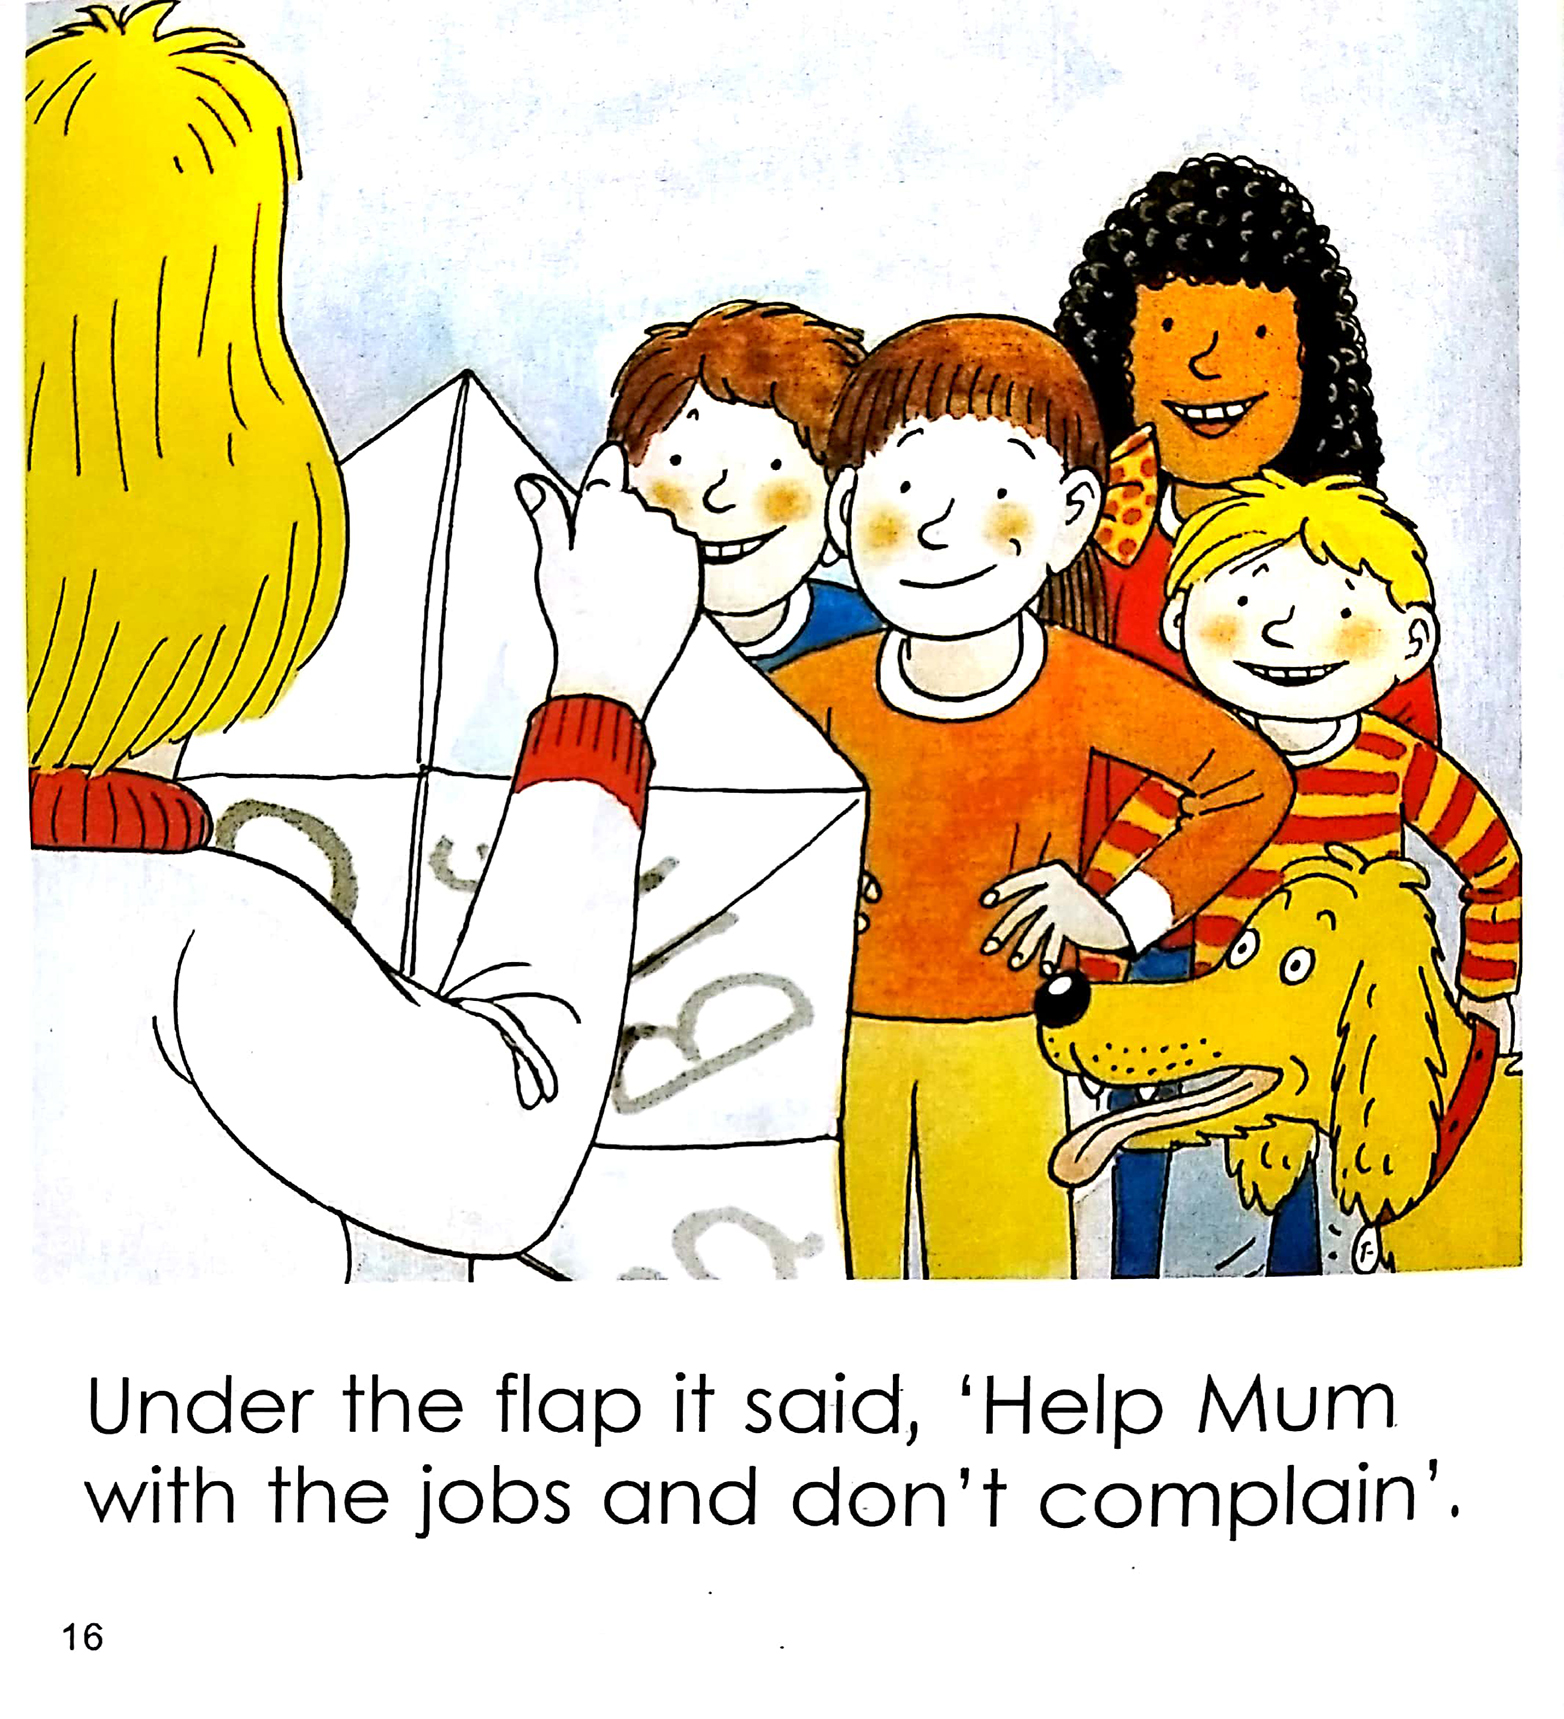 Under the flap it said, ‘Help Mum
with the jobs and don’t complain’.
16